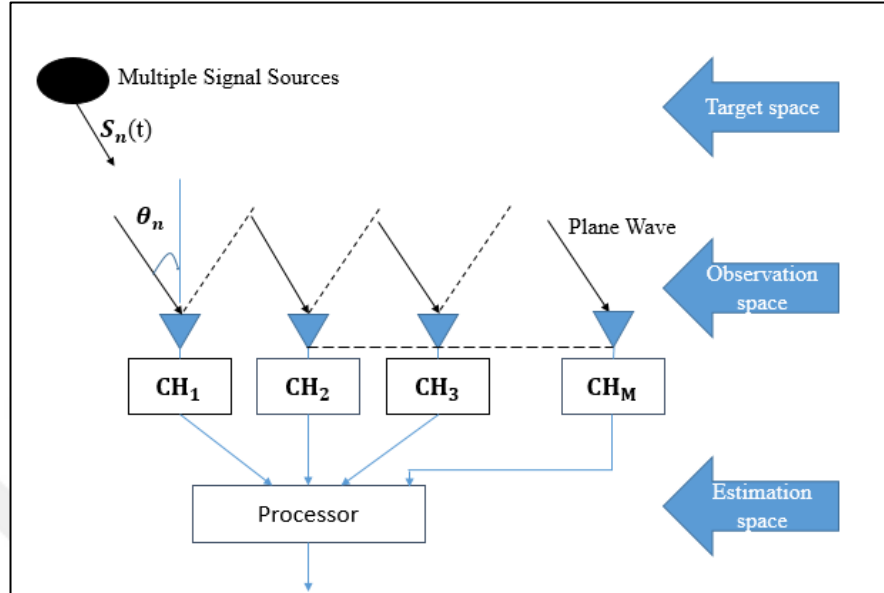 Multiple Signal Sources
Target space
Sₙ(t)
θₙ
Plane Wave
Observation
space
CH₁
CH₂
CH₃
CH_M
Estimation
space
Processor